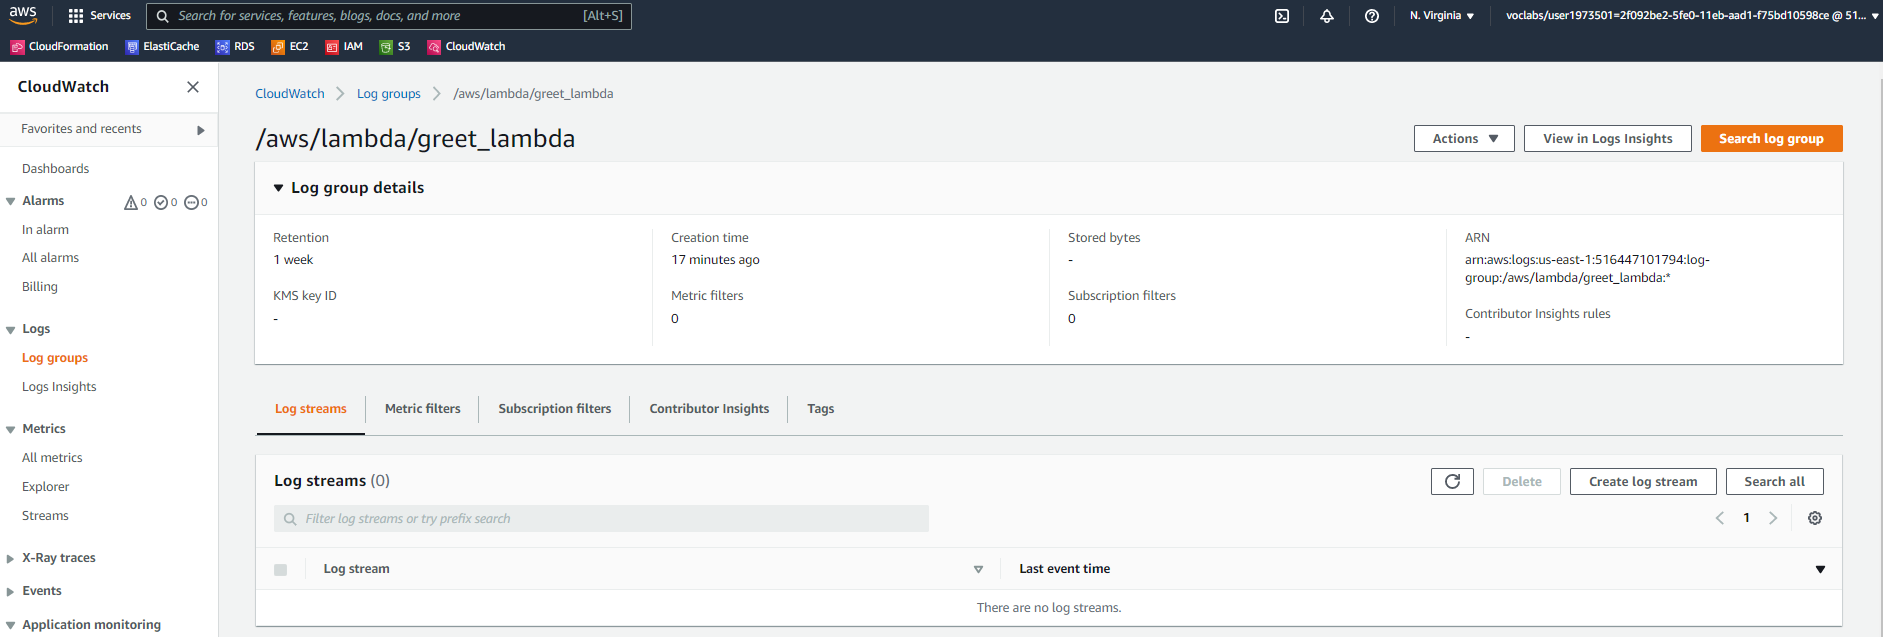 aws
Services
Search for services, features, blogs, docs, and more [Alt+S]
N. Virginia
voclabs/user1973501=2f092be2-5fe0-11eb-aad1-f75bd10598ce @ 51...
CloudFormation ElastiCache RDS EC2 IAM S3 CloudWatch
CloudWatch
Favorites and recents
Dashboards
Alarms 0 0 0
In alarm
All alarms
Billing
Logs
Log groups
Logs Insights
Metrics
All metrics
Explorer
Streams
X-Ray traces
Events
Application monitoring
CloudWatch Log groups /aws/lambda/greet_lambda
/aws/lambda/greet_lambda
Actions View in Logs Insights Search log group
Log group details
Retention
1 week
KMS key ID
-
Creation time
17 minutes ago
Metric filters
0
Stored bytes
-
Subscription filters
0
ARN
arn:aws:logs:us-east-1:516447101794:log-
group:/aws/lambda/greet_lambda:*
Contributor Insights rules
-
Log streams Metric filters Subscription filters Contributor Insights Tags
Log streams (0)
Delete Create log stream Search all
Filter log streams or try prefix search
1
Log stream Last event time
There are no log streams.